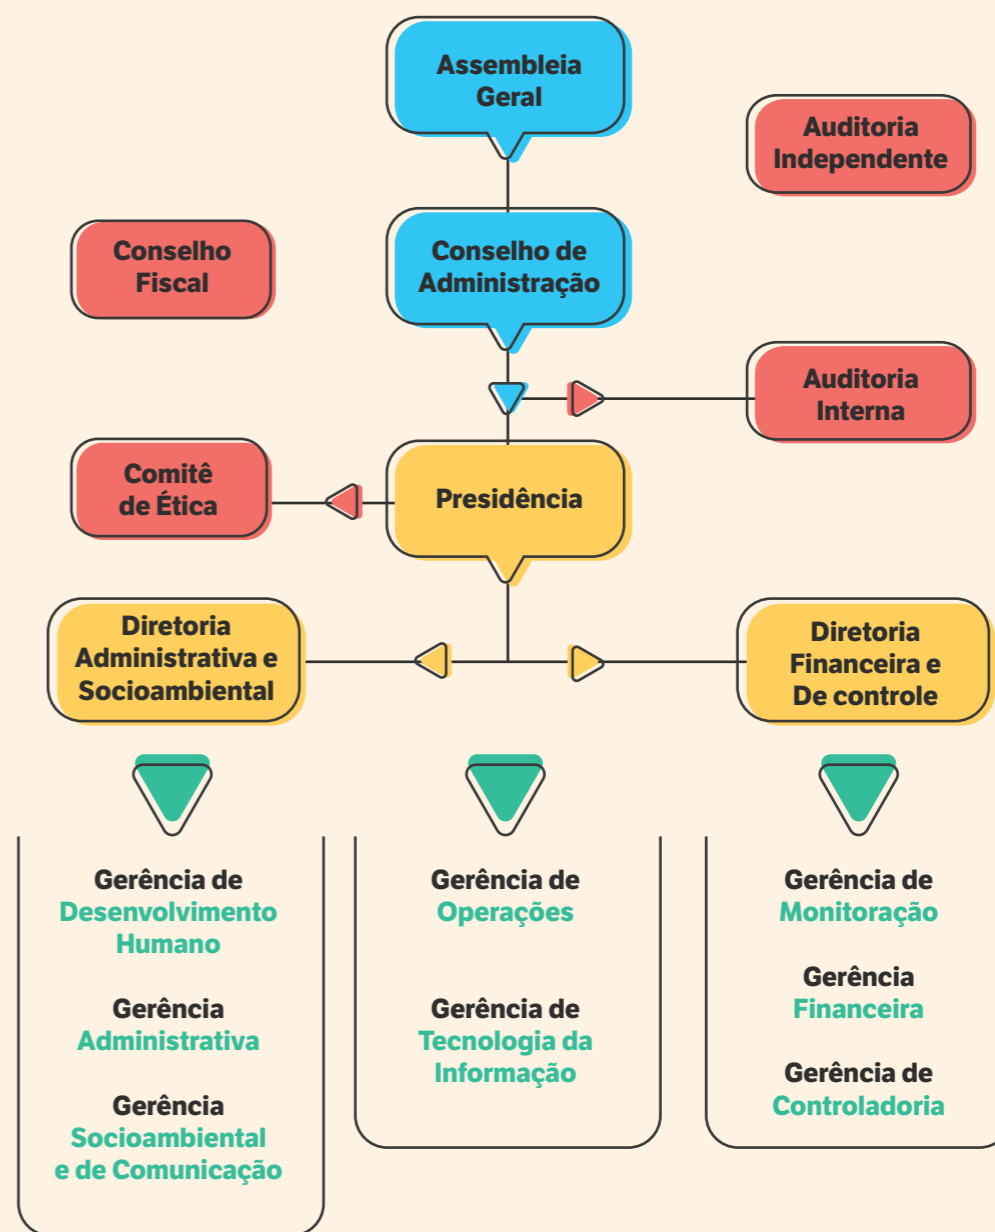 Assembleia
Geral
Auditoria
Independente
Conselho
Fiscal
Conselho de
Administração
Auditoria
Interna
Comitê
de Ética
Presidência
Diretoria
Administrativa e
Socioambiental
Diretoria
Financeira e
De controle
Gerência de
Desenvolvimento
Humano
Gerência
Administrativa
Gerência
Socioambiental
e de Comunicação
Gerência de
Operações
Gerência de
Tecnologia da
Informação
Gerência de
Monitoração
Gerência
Financeira
Gerência de
Controladoria